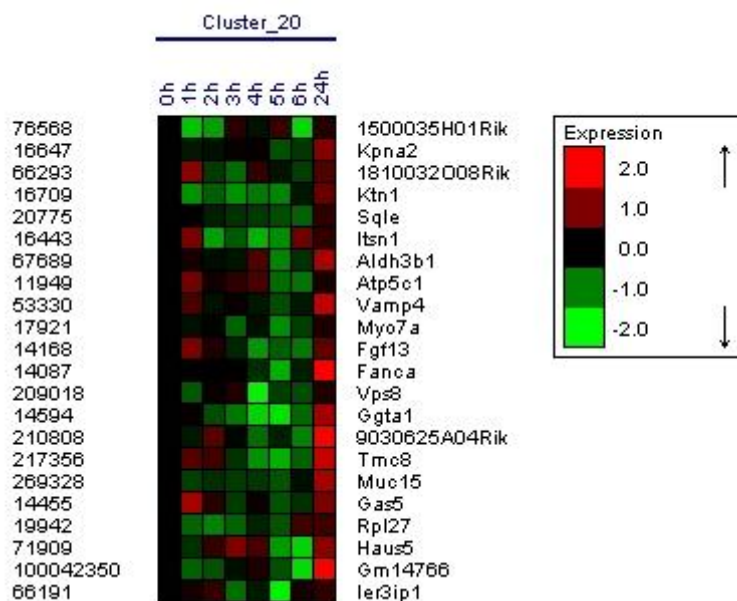 Cluster_20
0h 1h 2h 3h 4h 5h 6h 24h
76568 1500035H01Rik
16647 Kpna2
66293 1810032O08Rik
16709 Ktn1
20775 Sqle
16443 Itsn1
67689 Aldh3b1
11949 Atp5c1
53330 Vamp4
17921 Myo7a
14168 Fgf13
14087 Fanca
209018 Vps8
14594 Ggta1
210808 9030625A04Rik
217356 Tmc8
269328 Muc15
14455 Gas5
19942 Rpl27
71909 Haus5
100042350 Gm14766
66191 Ier3ip1
Expression
2.0
1.0
0.0
-1.0
-2.0